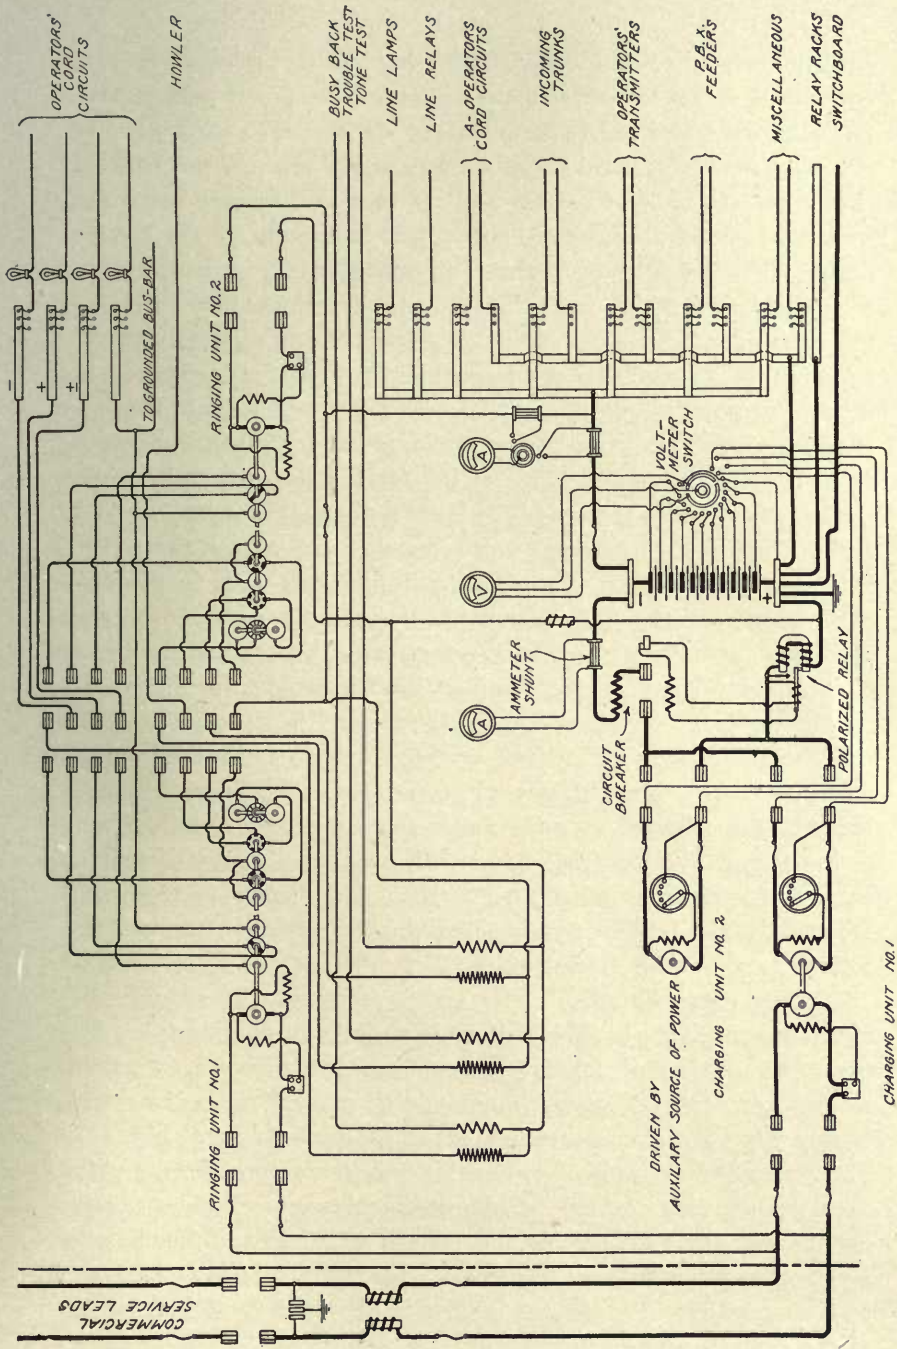 OPERATORS'
CORD
CIRCUITS
HOWLER
BUSY BACK
TROUBLE TEST
TONE TEST
LINE LAMPS
LINE RELAYS
A-OPERATORS
CORD CIRCUITS
INCOMING
TRUNKS
OPERATORS'
TRANSMITTERS
P.B.X.
FEEDERS
MISCELLANEOUS
RELAY RACKS
SWITCHBOARD
−
+
±
TO GROUNDED BUS-BAR
RINGING UNIT NO.2
A
VOLT-
METER
SWITCH
V
−
+
AMMETER
SHUNT
A
CIRCUIT
BREAKER
POLARIZED RELAY
RINGING UNIT NO.1
DRIVEN BY
AUXILARY SOURCE OF POWER
CHARGING UNIT NO. 2
CHARGING UNIT NO.1
COMMERCIAL
SERVICE LEADS